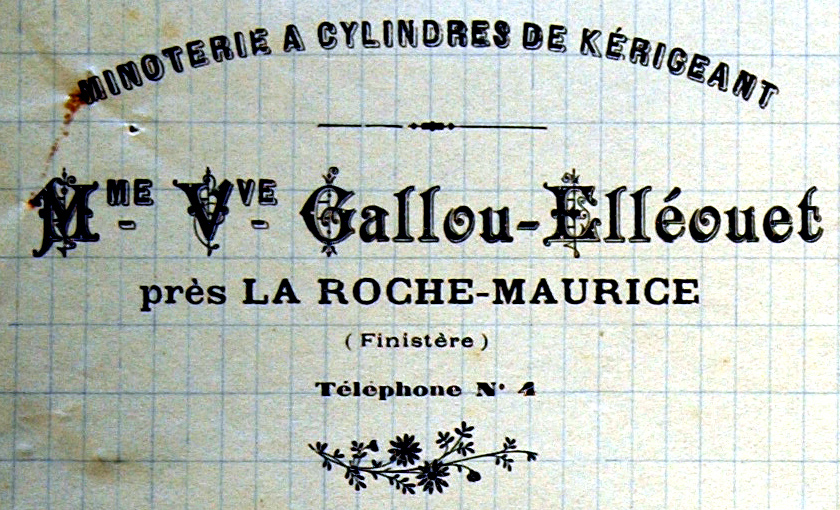 MINOTERIE A CYLINDRES DE KÉRIGEANT
Mme Vve Gallou-Elléouet
près LA ROCHE-MAURICE
(Finistère)
Téléphone N° 4